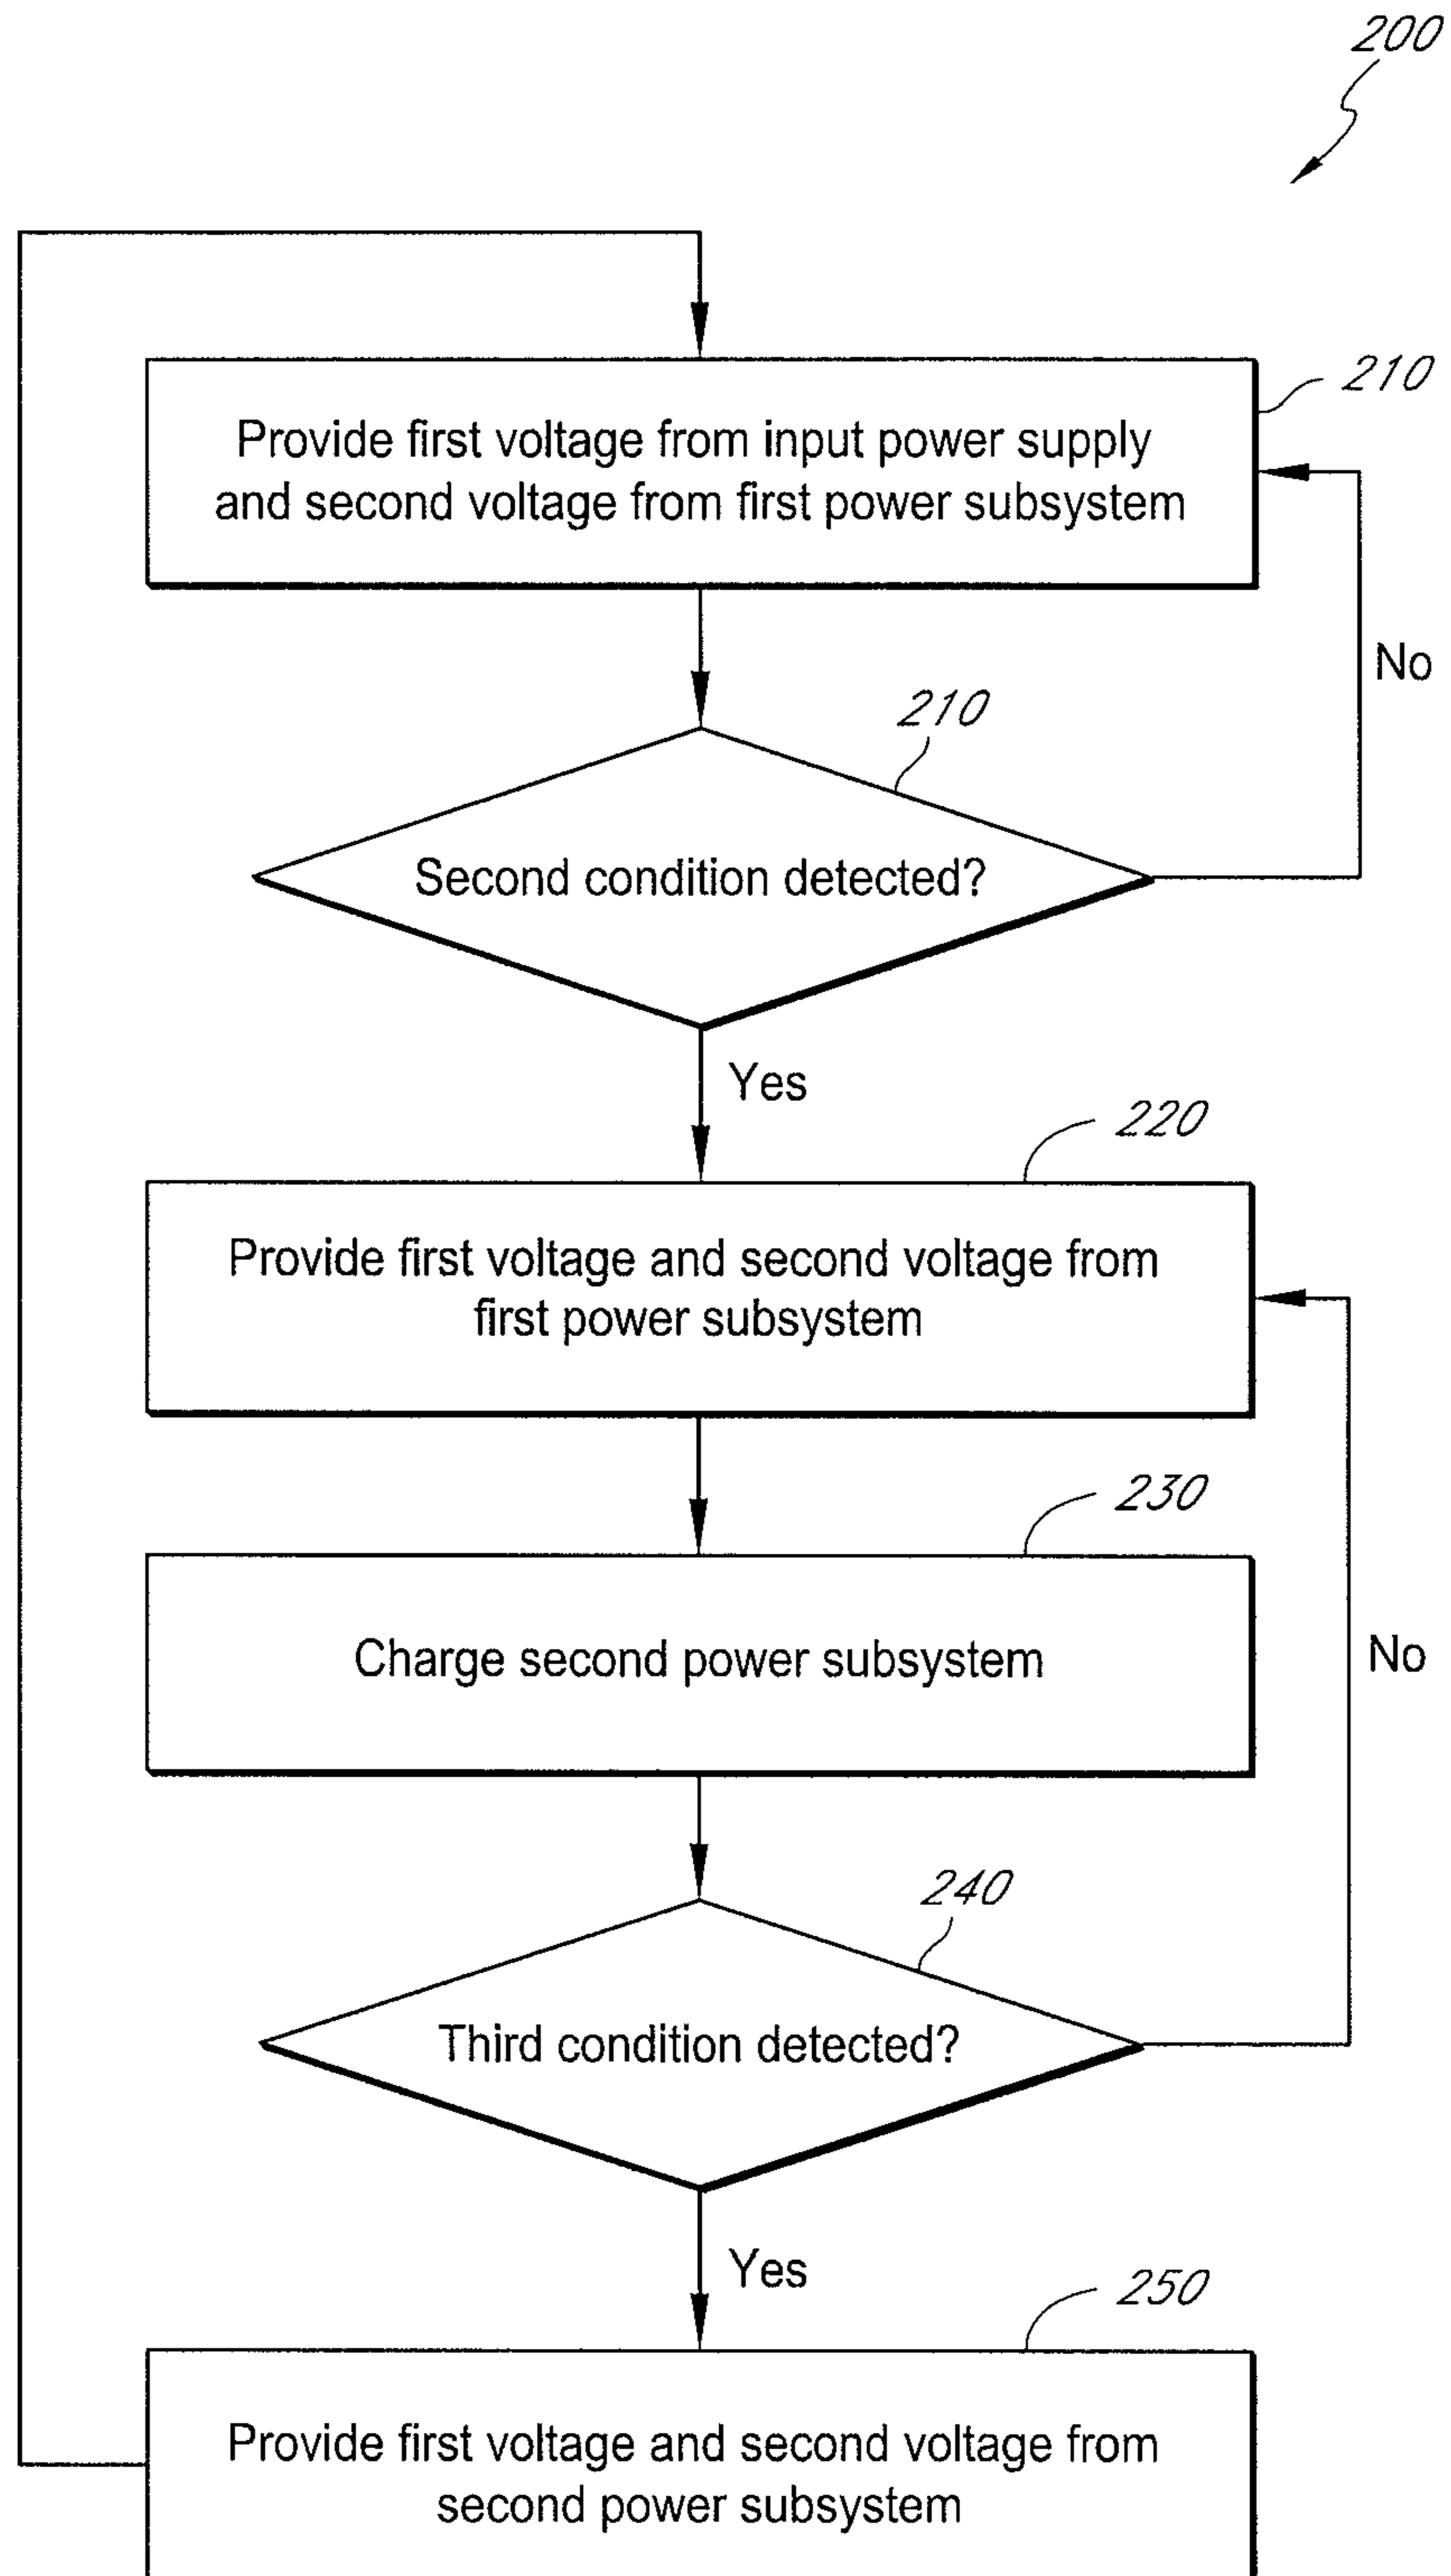 200
210
Provide first voltage from input power supply
and second voltage from first power subsystem
No
210
Second condition detected?
Yes
220
Provide first voltage and second voltage from
first power subsystem
230
Charge second power subsystem
No
240
Third condition detected?
Yes
250
Provide first voltage and second voltage from
second power subsystem